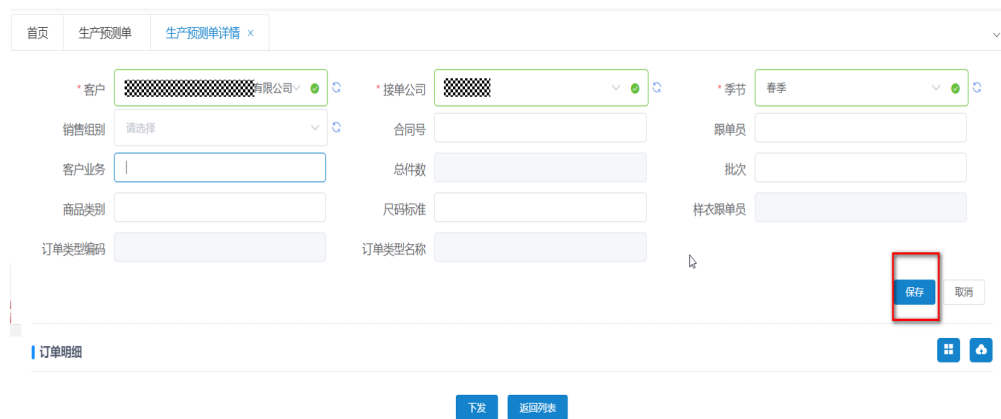 首页 生产预测单 生产预测单详情 ×
* 客户 有限公司 * 接单公司 * 季节 春季
销售组别 请选择 合同号 跟单员
客户业务 总件数 批次
商品类别 尺码标准 样衣跟单员
订单类型编码 订单类型名称
保存 取消
订单明细
下发 返回列表